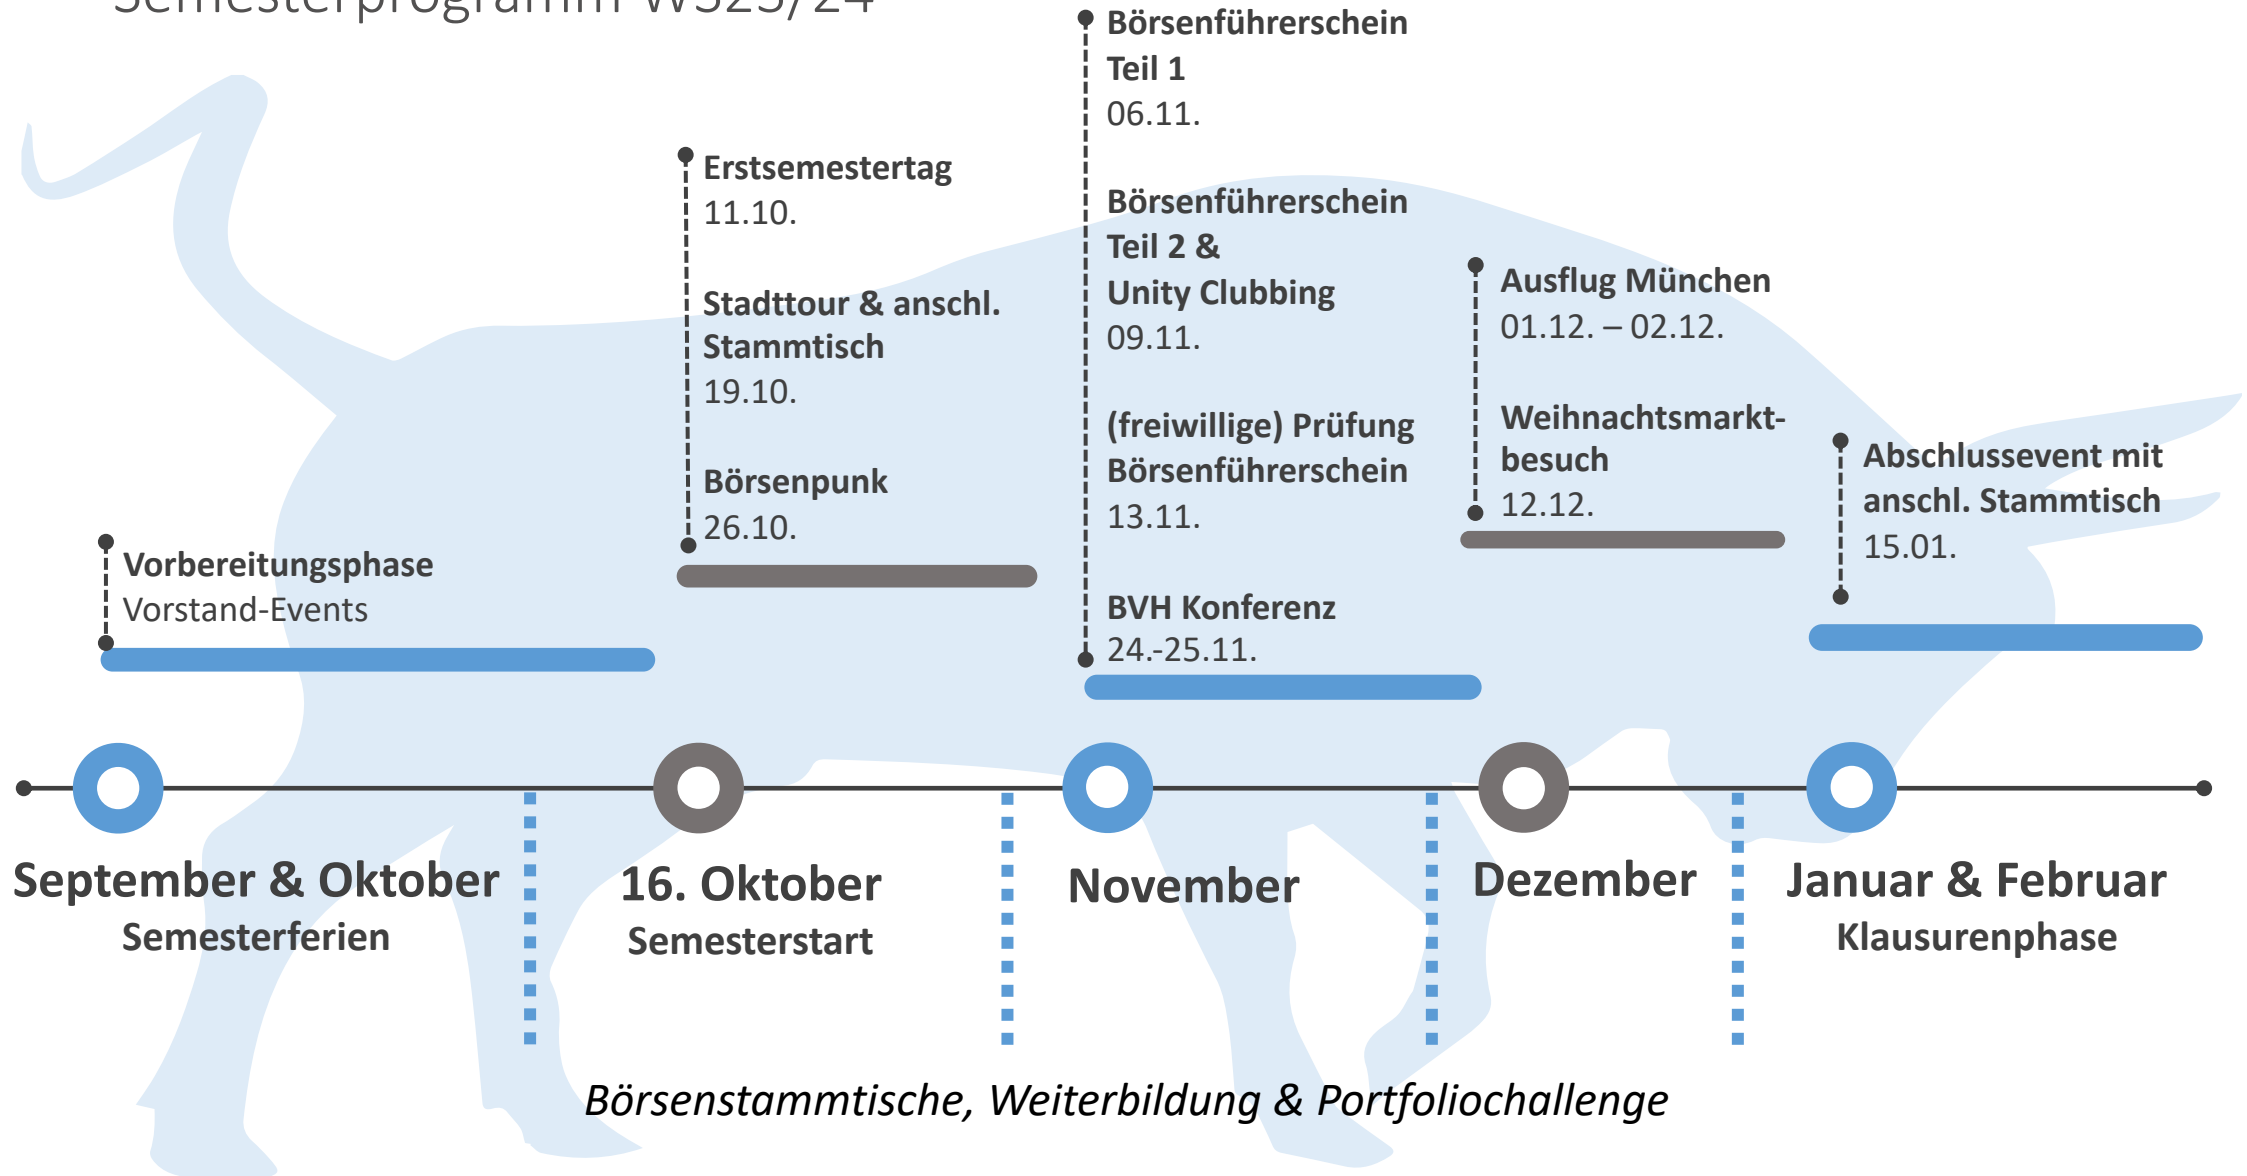 Semesterprogramm WS23/24
Vorbereitungsphase
Vorstand-Events
Erstsemestertag
11.10.
Stadttour & anschl.
Stammtisch
19.10.
Börsenpunk
26.10.
Börsenführerschein
Teil 1
06.11.
Börsenführerschein
Teil 2 &
Unity Clubbing
09.11.
(freiwillige) Prüfung
Börsenführerschein
13.11.
BVH Konferenz
24.-25.11.
Ausflug München
01.12. – 02.12.
Weihnachtsmarkt-
besuch
12.12.
Abschlussevent mit
anschl. Stammtisch
15.01.
September & Oktober
Semesterferien
16. Oktober
Semesterstart
November
Dezember
Januar & Februar
Klausurenphase
Börsenstammtische, Weiterbildung & Portfoliochallenge